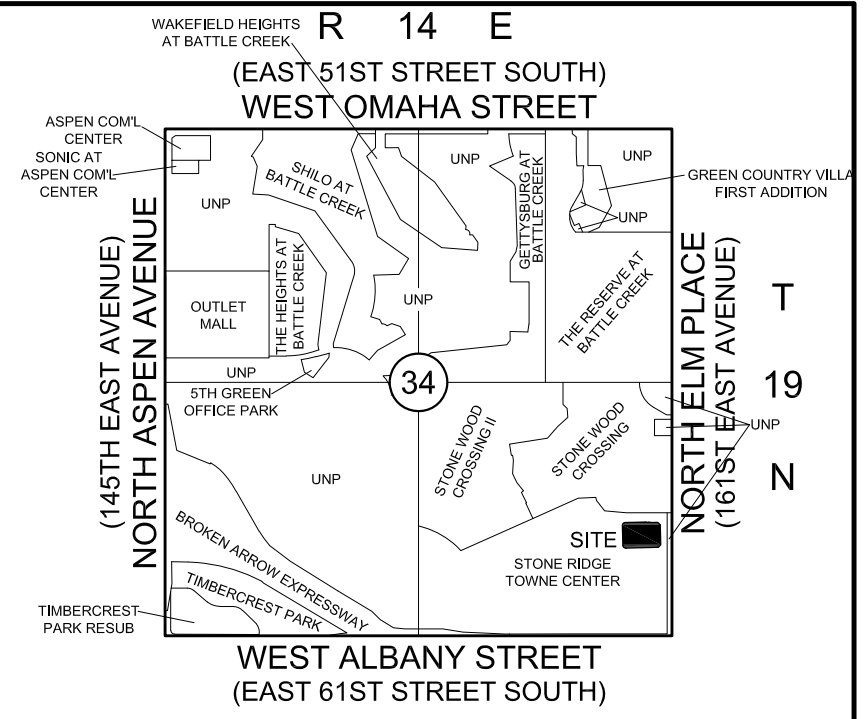 R 14 E
(EAST 51ST STREET SOUTH)
WEST OMAHA STREET
WAKEFIELD HEIGHTS
AT BATTLE CREEK
ASPEN COM'L
CENTER
SONIC AT
ASPEN COM'L
CENTER
UNP
SHILO AT
BATTLE CREEK
UNP
GETTYSBURG AT
BATTLE CREEK
UNP
GREEN COUNTRY VILLA
FIRST ADDITION
UNP
(145TH EAST AVENUE)
NORTH ASPEN AVENUE
OUTLET
MALL
THE HEIGHTS AT
BATTLE CREEK
UNP
THE RESERVE AT
BATTLE CREEK
NORTH ELM PLACE
(161ST EAST AVENUE)
T
19
N
UNP
5TH GREEN
OFFICE PARK
34
UNP
STONE WOOD
CROSSING II
STONE WOOD
CROSSING
UNP
BROKEN ARROW EXPRESSWAY
TIMBERCREST PARK
TIMBERCREST
PARK RESUB
SITE
STONE RIDGE
TOWNE CENTER
WEST ALBANY STREET
(EAST 61ST STREET SOUTH)